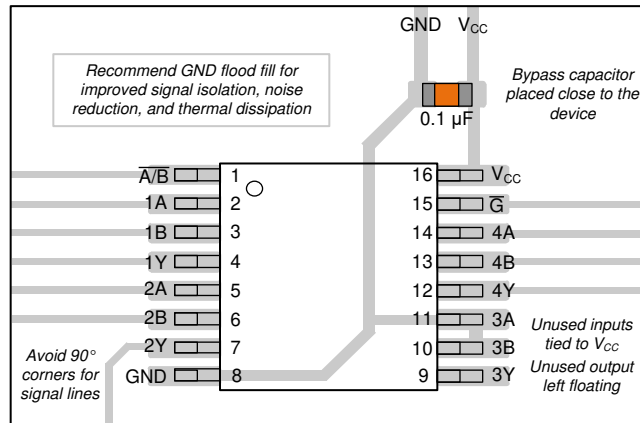 GND VCC
Recommend GND flood fill for
improved signal isolation, noise
reduction, and thermal dissipation
Bypass capacitor
placed close to the
device
0.1 µF
A/B 1 16 VCC
1A 2 15 G
1B 3 14 4A
1Y 4 13 4B
2A 5 12 4Y
2B 6 11 3A
2Y 7 10 3B
GND 8 9 3Y
Avoid 90°
corners for
signal lines
Unused inputs
tied to VCC
Unused output
left floating